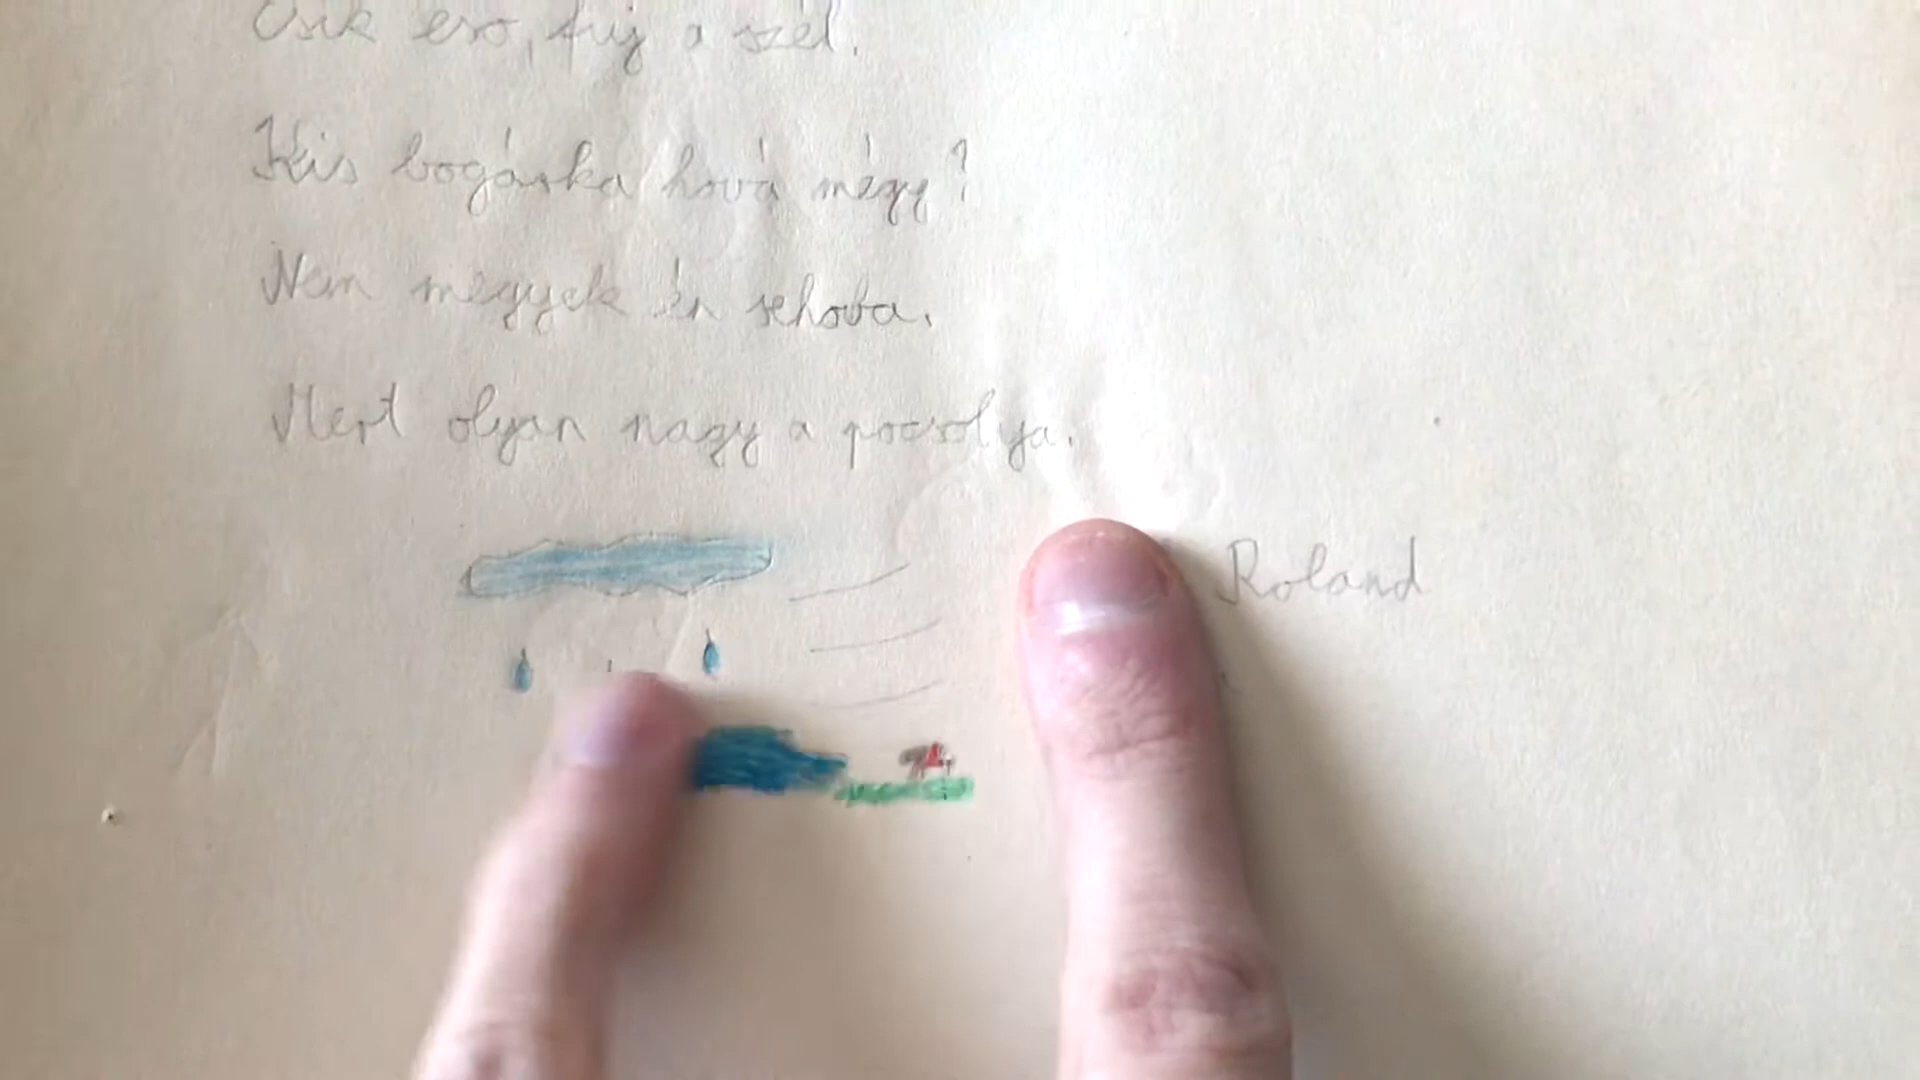 Esik eső, fúj a szél.
Kis bogárka hová mégy?
Nem megyek én sehova.
Mert olyan nagy a pocsolya.
Roland